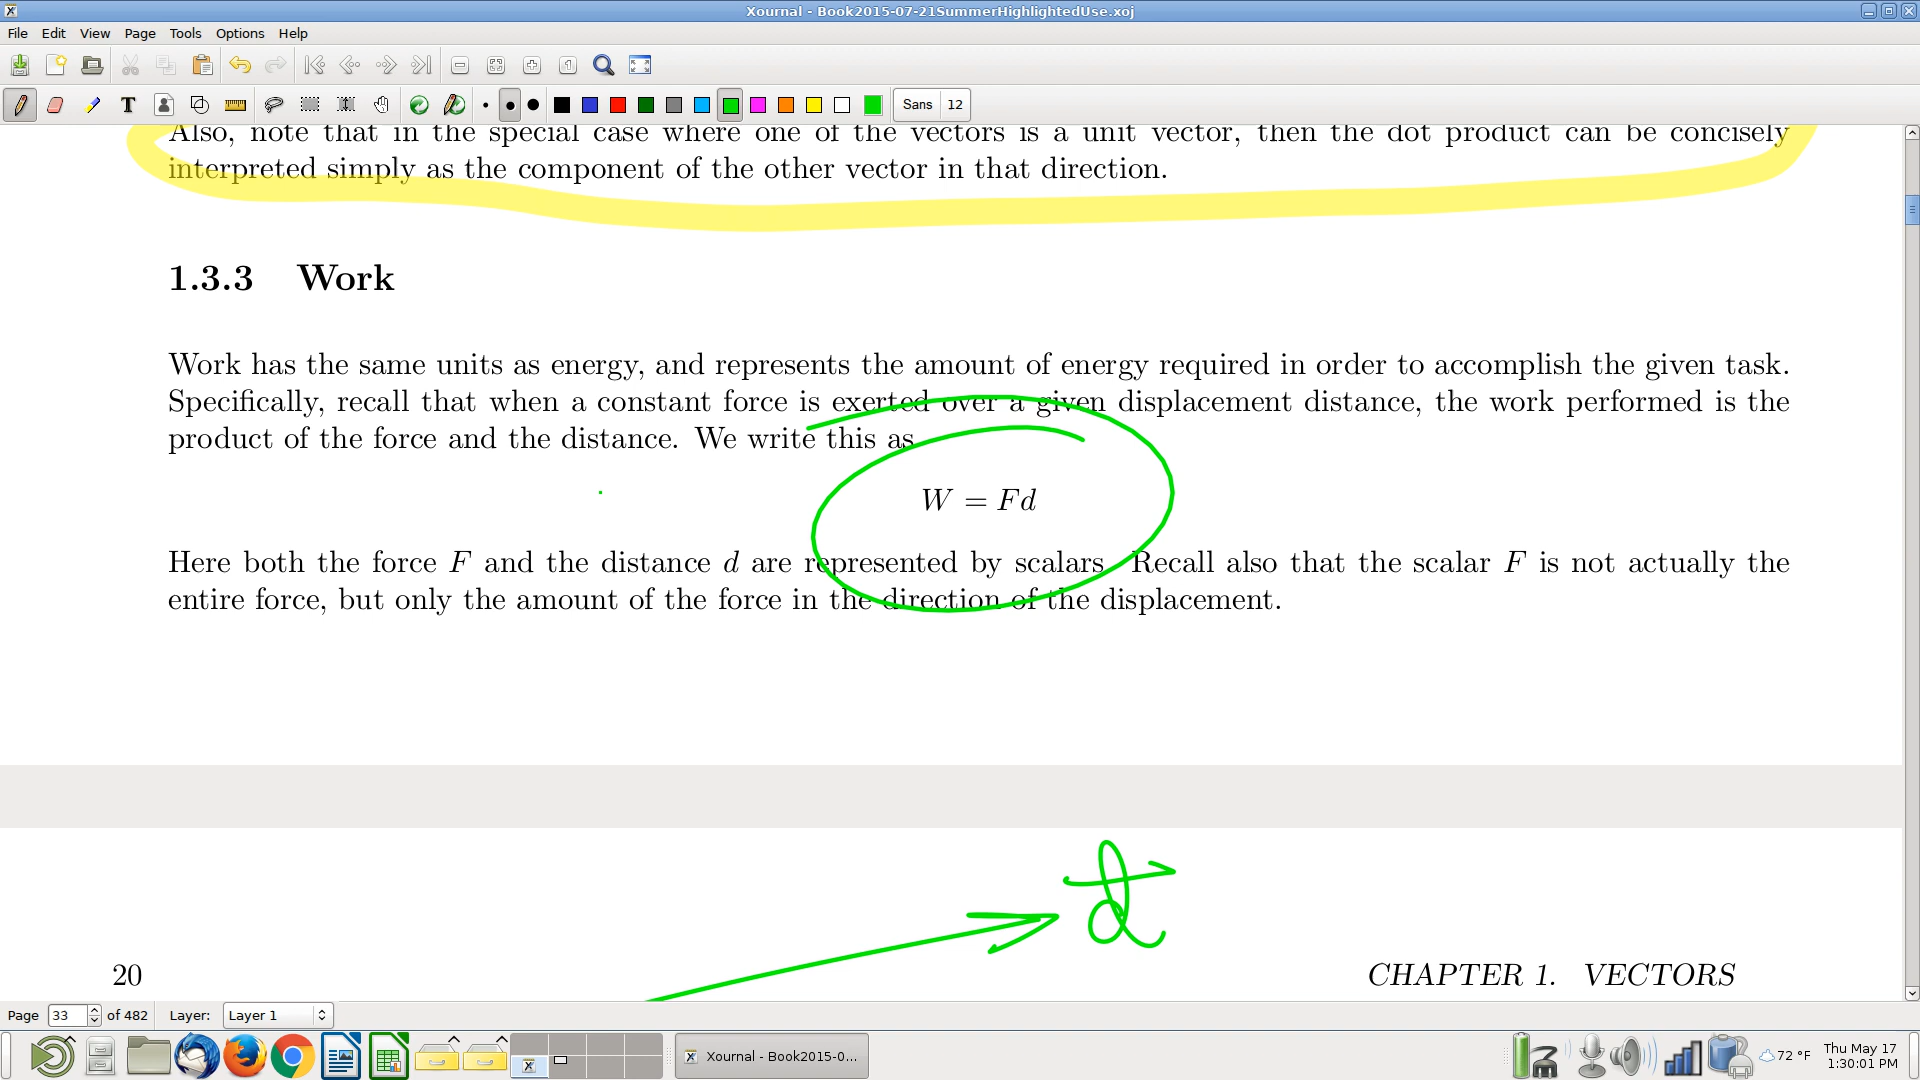 Xournal - Book2015-07-21SummerHighlightedUse.xoj
File Edit View Page Tools Options Help
T Sans 12
Also, note that in the special case where one of the vectors is a unit vector, then the dot product can be concisely
interpreted simply as the component of the other vector in that direction.
1.3.3 Work
Work has the same units as energy, and represents the amount of energy required in order to accomplish the given task.
Specifically, recall that when a constant force is exerted over a given displacement distance, the work performed is the
product of the force and the distance. We write this as
W = Fd
Here both the force F and the distance d are represented by scalars. Recall also that the scalar F is not actually the
entire force, but only the amount of the force in the direction of the displacement.
d
20 CHAPTER 1. VECTORS
Page 33 of 482 Layer: Layer 1
Xournal - Book2015-0... 72 °F Thu May 17
1:30:01 PM